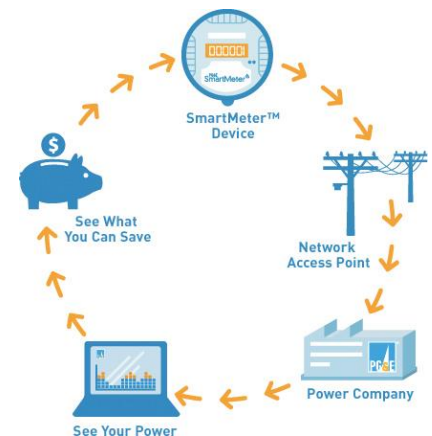 00000
SmartMeter
SmartMeter™
Device
Network
Access Point
PG&E
Power Company
See Your Power
See What
You Can Save
$